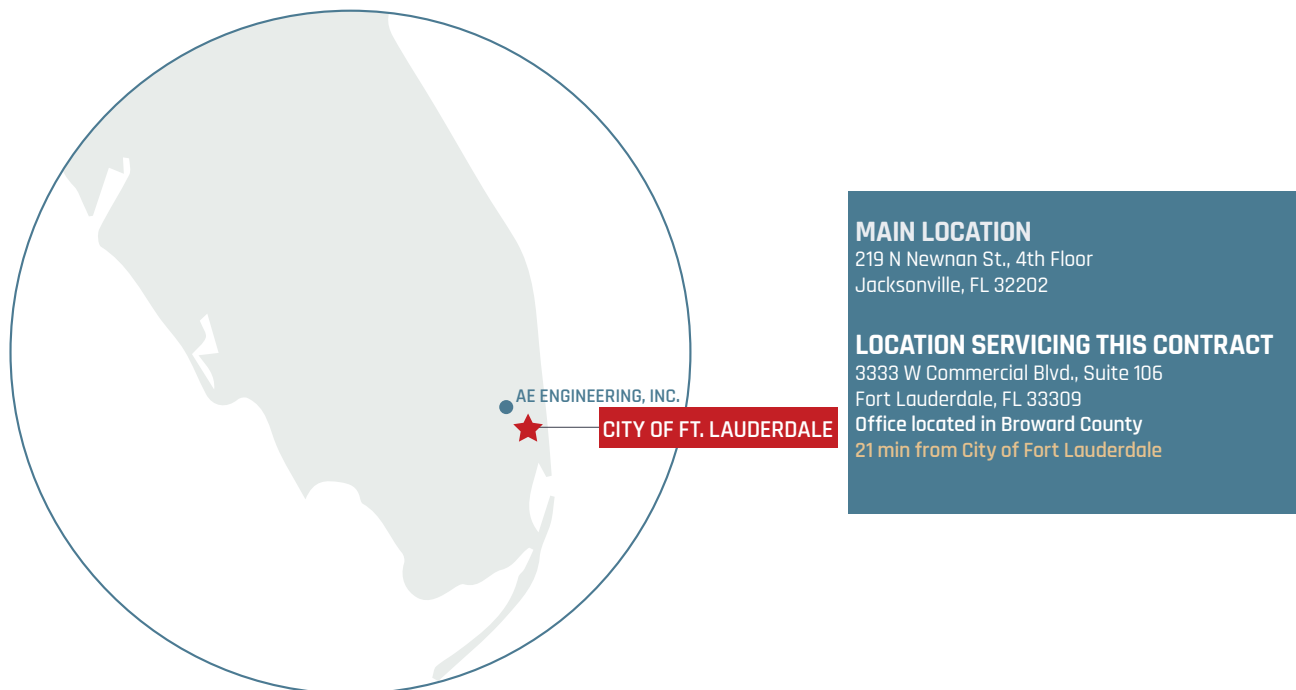 AE ENGINEERING, INC.
CITY OF FT. LAUDERDALE
MAIN LOCATION
219 N Newnan St., 4th Floor
Jacksonville, FL 32202
LOCATION SERVICING THIS CONTRACT
3333 W Commercial Blvd., Suite 106
Fort Lauderdale, FL 33309
Office located in Broward County
21 min from City of Fort Lauderdale